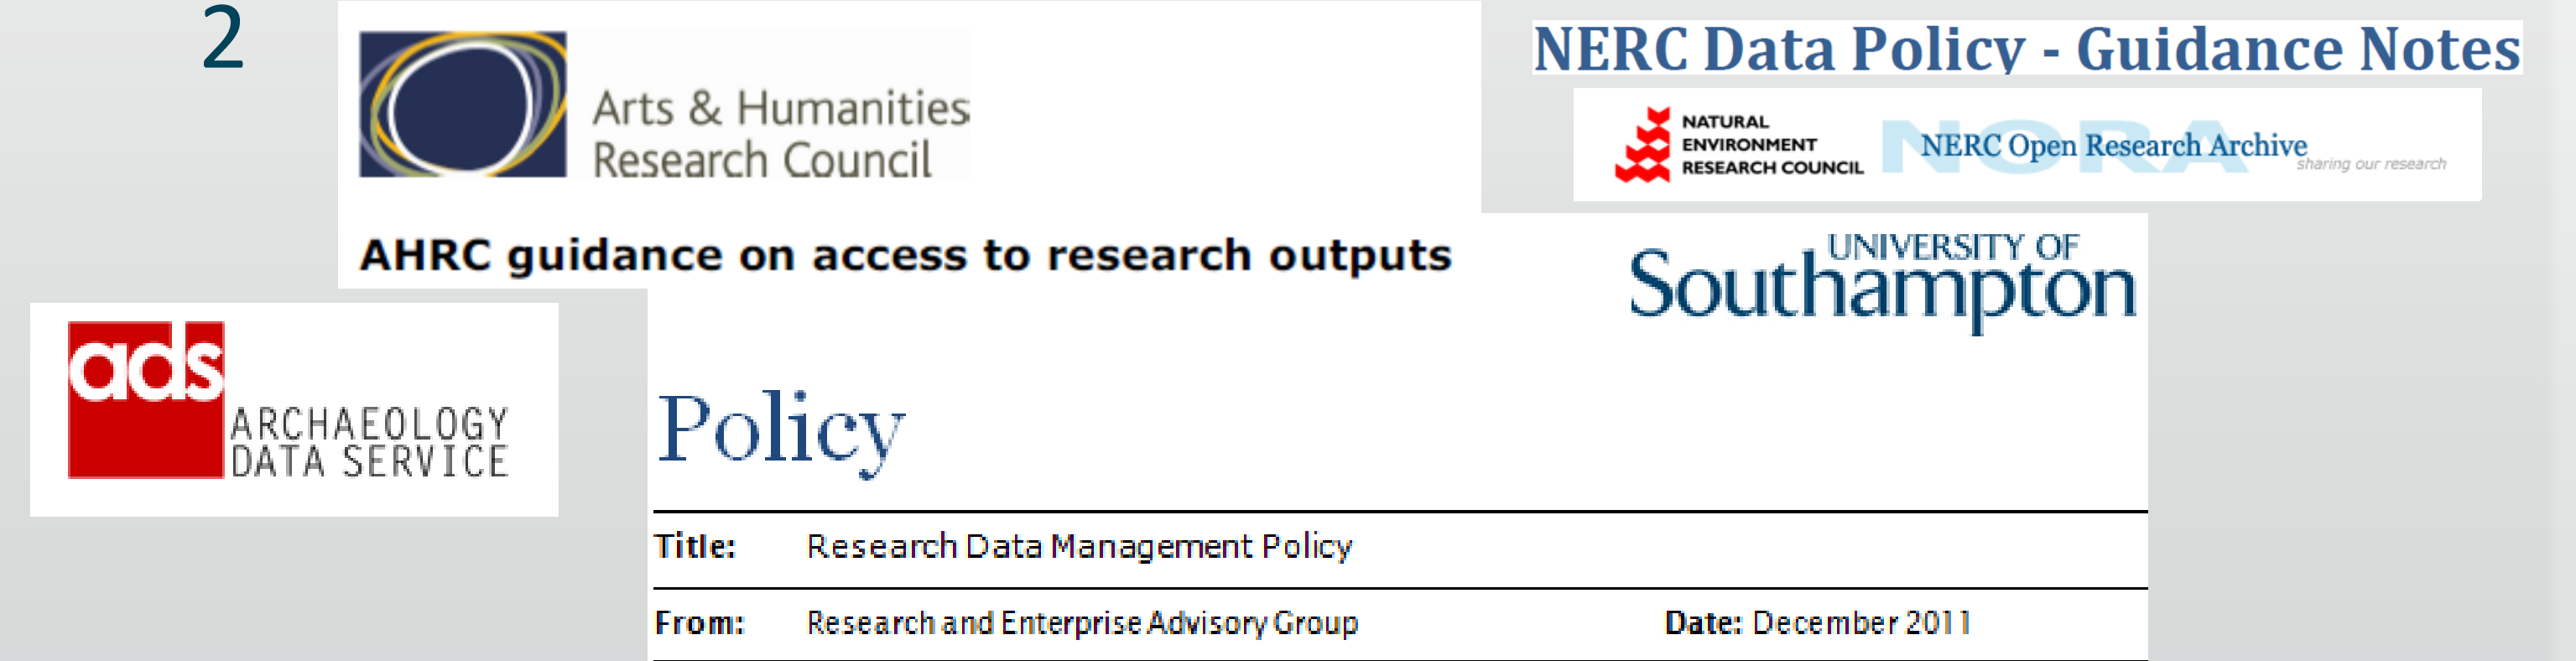 2
Arts & Humanities
Research Council
AHRC guidance on access to research outputs
NERC Data Policy - Guidance Notes
NATURAL
ENVIRONMENT
RESEARCH COUNCIL
NORA
NERC Open Research Archive
sharing our research
UNIVERSITY OF
Southampton
ads
ARCHAEOLOGY
DATA SERVICE
Policy
Title: Research Data Management Policy
From: Research and Enterprise Advisory Group Date: December 2011